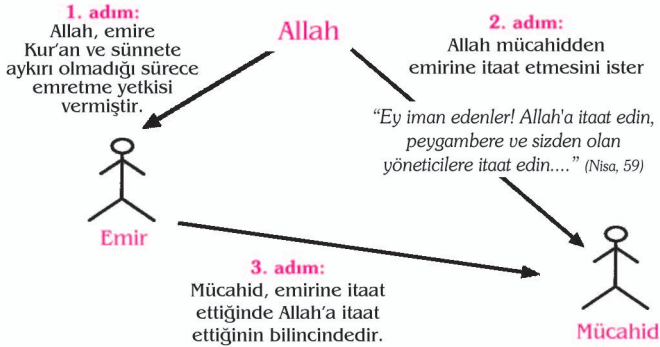 1. adım:
Allah, emire
Kur'an ve sünnete
aykırı olmadığı sürece
emretme yetkisi
vermiştir.
Allah
2. adım:
Allah mücahidden
emirine itaat etmesini ister
“Ey iman edenler! Allah'a itaat edin,
peygambere ve sizden olan
yöneticilere itaat edin....” (Nisa, 59)
Emir
3. adım:
Mücahid, emirine itaat
ettiğinde Allah’a itaat
ettiğinin bilincindedir.
Mücahid